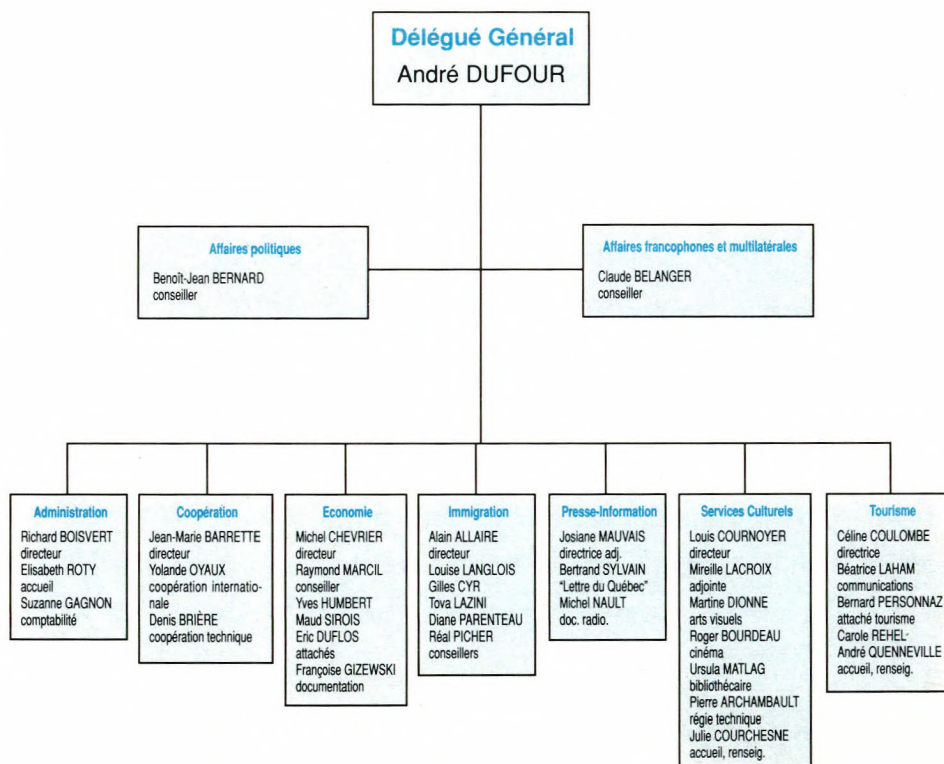 Délégué Général
André DUFOUR
Affaires politiques
Benoît-Jean BERNARD
conseiller
Affaires francophones et multilatérales
Claude BELANGER
conseiller
Administration
Richard BOISVERT
directeur
Elisabeth ROTY
accueil
Suzanne GAGNON
comptabilité
Coopération
Jean-Marie BARRETTE
directeur
Yolande OYAUX
coopération internatio-
nale
Denis BRIÈRE
coopération technique
Economie
Michel CHEVRIER
directeur
Raymond MARCIL
conseiller
Yves HUMBERT
Maud SIROIS
Eric DUFLOS
attachés
Françoise GIZEWSKI
documentation
Immigration
Alain ALLAIRE
directeur
Louise LANGLOIS
Gilles CYR
Tova LAZINI
Diane PARENTEAU
Réal PICHER
conseillers
Presse-Information
Josiane MAUVAIS
directrice adj.
Bertrand SYLVAIN
"Lettre du Québec"
Michel NAULT
doc. radio.
Services Culturels
Louis COURNOYER
directeur
Mireille LACROIX
adjointe
Martine DIONNE
arts visuels
Roger BOURDEAU
cinéma
Ursula MATLAG
bibliothécaire
Pierre ARCHAMBAULT
régie technique
Julie COURCHESNE
accueil, renseig.
Tourisme
Céline COULOMBE
directrice
Béatrice LAHAM
communications
Bernard PERSONNAZ
attaché tourisme
Carole REHEL-
André QUENNEVILLE
accueil, renseig.